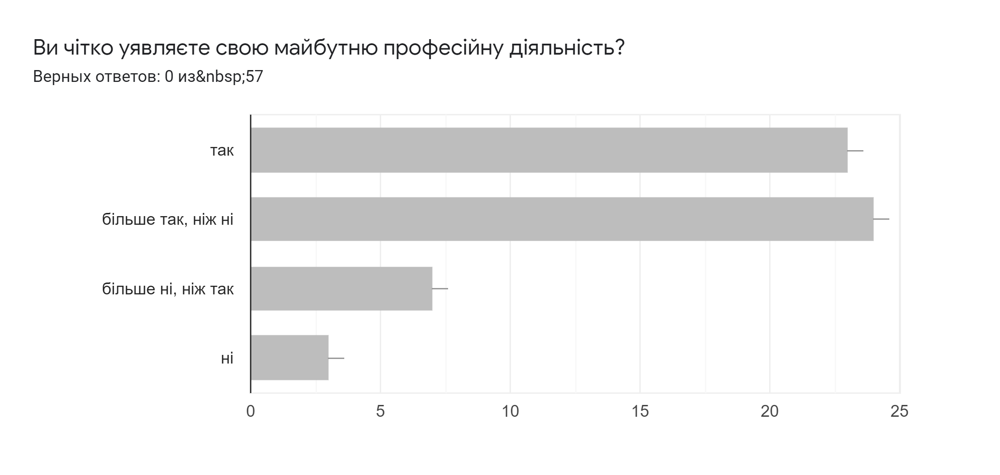 Ви чітко уявляєте свою майбутню професійну діяльність?
Верных ответов: 0 из&nbsp;57
так
більше так, ніж ні
більше ні, ніж так
ні
0 5 10 15 20 25